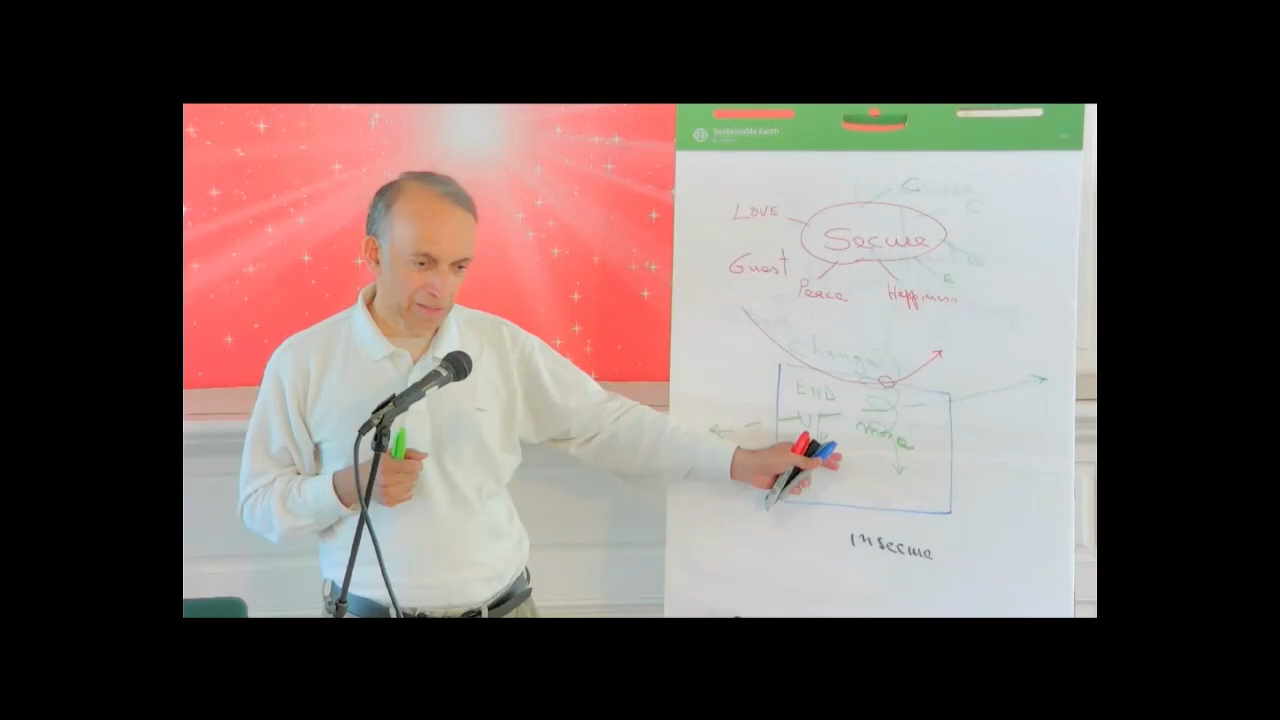 Sustainable Earth
LOVE
Secure
Guest
Peace
Happiness
Change
END
more
Insecure